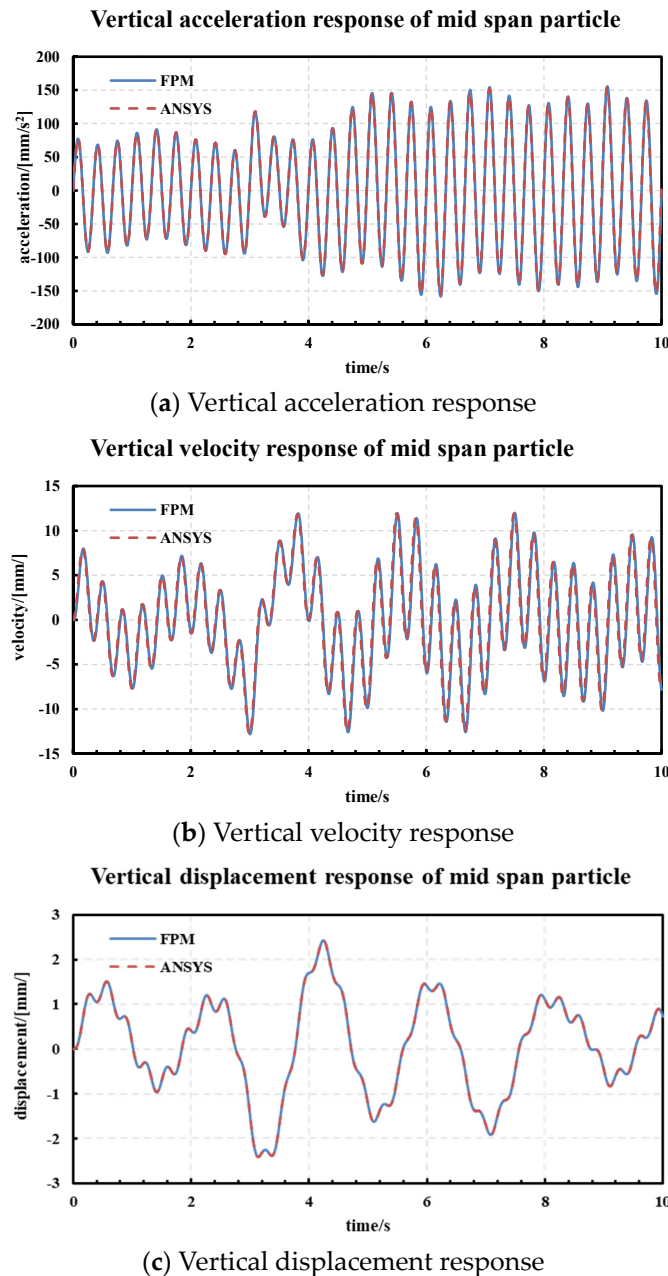 Vertical acceleration response of mid span particle
200
150
100
50
0
-50
-100
-150
-200
acceleration/[mm/s²]
FPM
ANSYS
0 2 4 6 8 10
time/s
(a) Vertical acceleration response
Vertical velocity response of mid span particle
15
10
5
0
-5
-10
-15
velocity/[mm/]
FPM
ANSYS
0 2 4 6 8 10
time/s
(b) Vertical velocity response
Vertical displacement response of mid span particle
3
2
1
0
-1
-2
-3
displacement/[mm/]
FPM
ANSYS
0 2 4 6 8 10
time/s
(c) Vertical displacement response